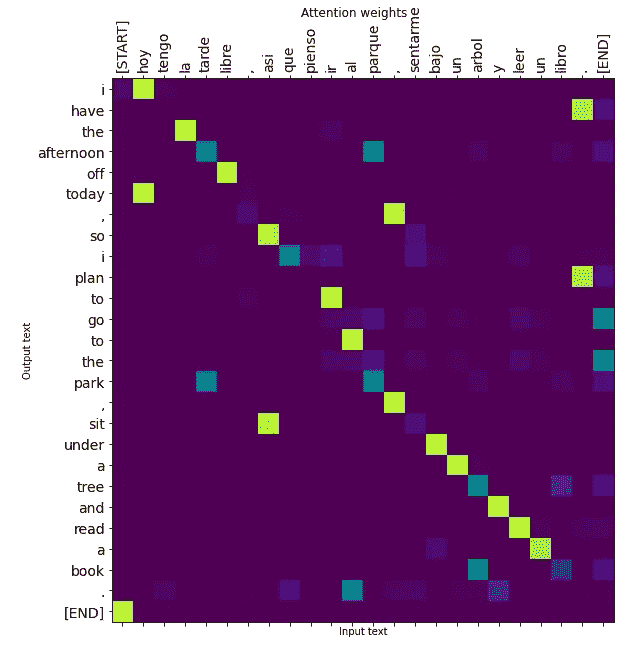 Attention weights
[START]
hoy
tengo
la
tarde
libre
,
asi
que
pienso
ir
al
parque
,
sentarme
bajo
un
arbol
y
leer
un
libro
.
[END]
i
have
the
afternoon
off
today
,
so
i
plan
to
go
to
the
park
,
sit
under
a
tree
and
read
a
book
.
[END]
Output text
Input text